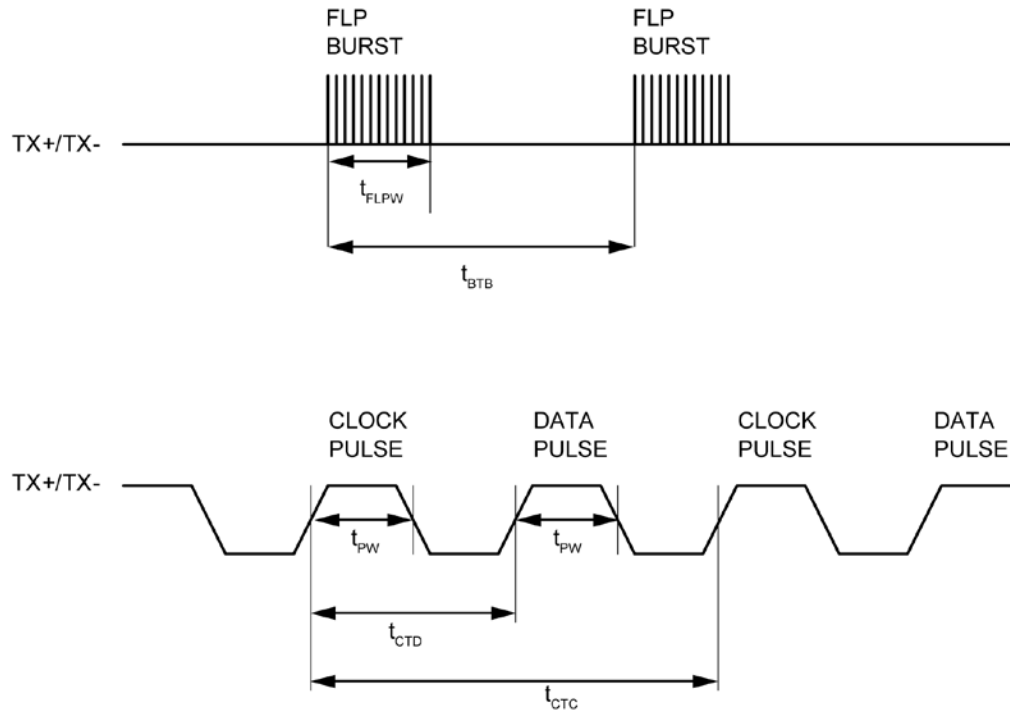 FLP
BURST
FLP
BURST
TX+/TX-
tFLPW
tBTB
CLOCK
PULSE
DATA
PULSE
CLOCK
PULSE
DATA
PULSE
TX+/TX-
tPW
tPW
tCTD
tCTC